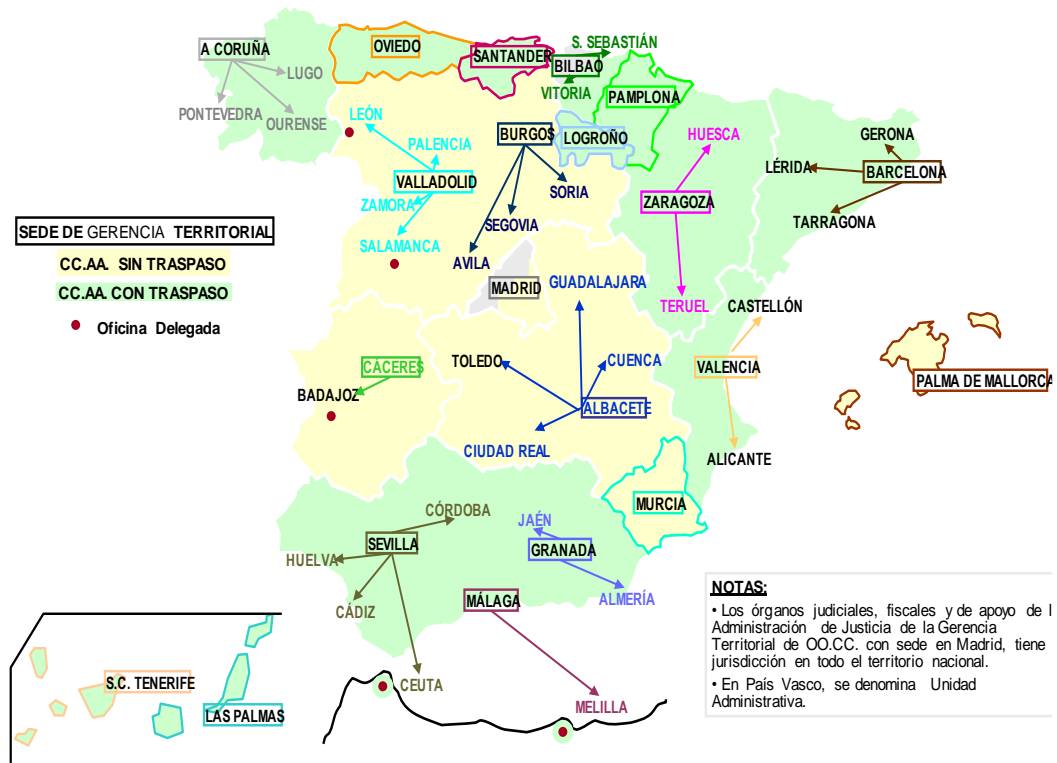 S. SEBASTIÁN
A CORUÑA
OVIEDO
SANTANDER
BILBAO
LUGO
VITORIA
PAMPLONA
PONTEVEDRA
OURENSE
LEÓN
PALENCIA
BURGOS
LOGROÑO
HUESCA
GERONA
LÉRIDA
BARCELONA
VALLADOLID
SORIA
ZAMORA
ZARAGOZA
TARRAGONA
SEGOVIA
SALAMANCA
AVILA
SEDE DE GERENCIA TERRITORIAL
CC.AA. SIN TRASPASO
CC.AA. CON TRASPASO
Oficina Delegada
MADRID
GUADALAJARA
TERUEL
CASTELLÓN
TOLEDO
CUENCA
VALENCIA
CÁCERES
BADAJOZ
PALMA DE MALLORCA
ALBACETE
CIUDAD REAL
ALICANTE
MURCIA
CÓRDOBA
JAÉN
SEVILLA
GRANADA
HUELVA
CÁDIZ
MÁLAGA
ALMERÍA
CEUTA
MELILLA
S.C. TENERIFE
LAS PALMAS
NOTAS:
• Los órganos judiciales, fiscales y de apoyo de l
Administración de Justicia de la Gerencia
Territorial de OO.CC. con sede en Madrid, tiene
jurisdicción en todo el territorio nacional.
• En País Vasco, se denomina Unidad
Administrativa.